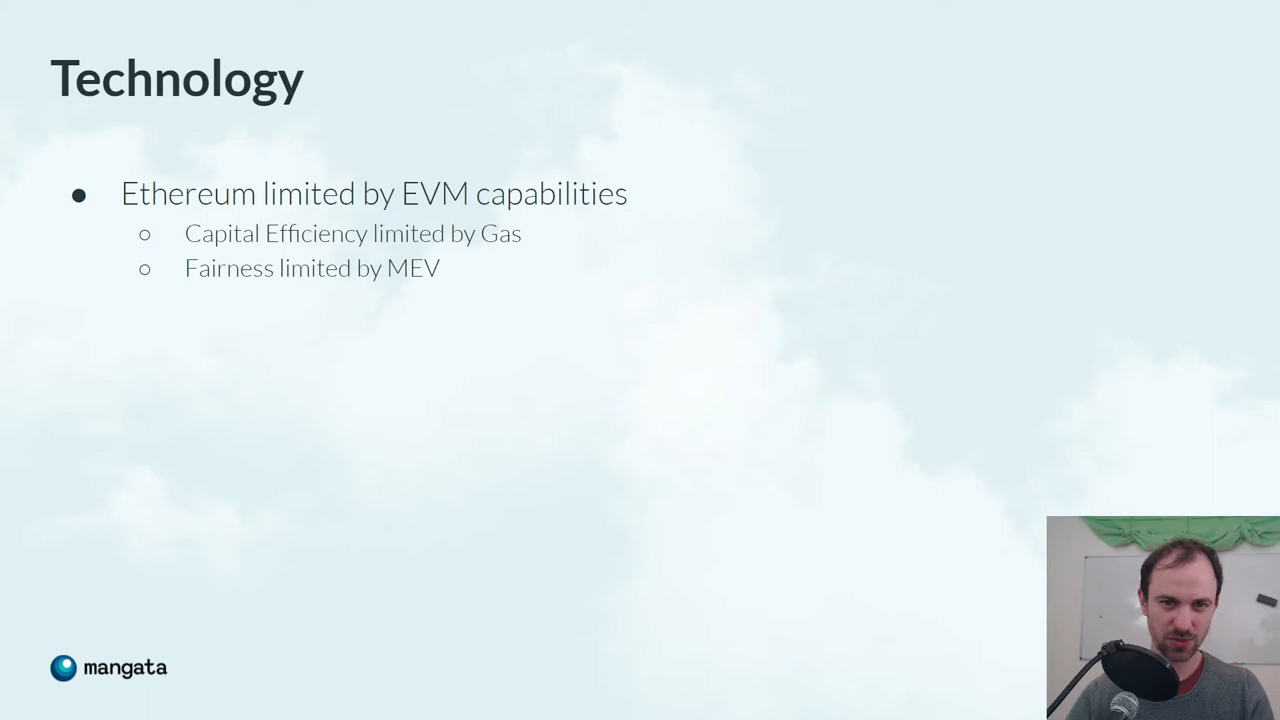 Technology
● Ethereum limited by EVM capabilities
○ Capital Efficiency limited by Gas
○ Fairness limited by MEV
mangata